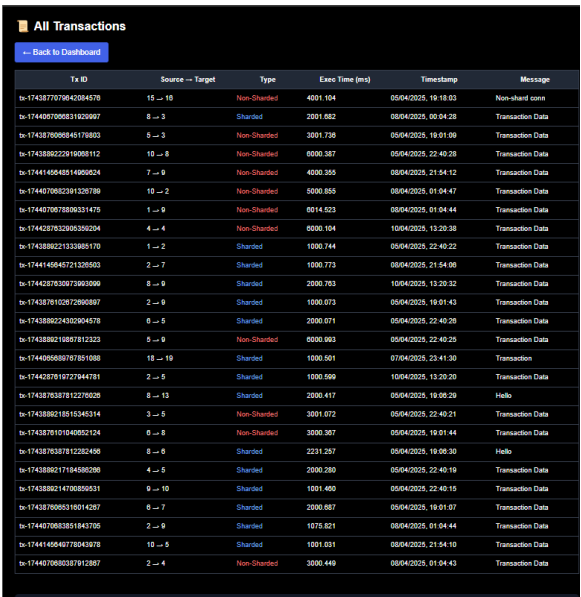 📜 All Transactions
← Back to Dashboard
Tx ID Source → Target Type Exec Time (ms) Timestamp Message
tx-1743877079642084576 15 → 16 Non-Sharded 4001.104 05/04/2025, 19:18:03 Non-shard conn
tx-1744067066831929997 8 → 3 Sharded 2001.682 08/04/2025, 00:04:28 Transaction Data
tx-1743876066845179803 5 → 3 Non-Sharded 3001.736 05/04/2025, 19:01:09 Transaction Data
tx-1743889222919068112 10 → 8 Non-Sharded 6000.387 05/04/2025, 22:40:28 Transaction Data
tx-1744145648514969624 7 → 9 Non-Sharded 4000.355 08/04/2025, 21:54:12 Transaction Data
tx-1744070682391326789 10 → 2 Non-Sharded 5000.855 08/04/2025, 01:04:47 Transaction Data
tx-1744070678809331475 1 → 9 Non-Sharded 6014.523 08/04/2025, 01:04:44 Transaction Data
tx-1744287632906359204 4 → 4 Non-Sharded 6000.104 10/04/2025, 13:20:38 Transaction Data
tx-1743889221333985170 1 → 2 Sharded 1000.744 05/04/2025, 22:40:22 Transaction Data
tx-1744145645721326503 2 → 7 Sharded 1000.773 08/04/2025, 21:54:06 Transaction Data
tx-1744287630973993099 8 → 9 Sharded 2000.763 10/04/2025, 13:20:32 Transaction Data
tx-1743876102672690897 2 → 9 Sharded 1000.073 05/04/2025, 19:01:43 Transaction Data
tx-1743889224302904578 6 → 5 Sharded 2000.071 05/04/2025, 22:40:26 Transaction Data
tx-1743889219867812323 5 → 9 Non-Sharded 6000.993 05/04/2025, 22:40:25 Transaction Data
tx-1744065689767851088 18 → 19 Sharded 1000.501 07/04/2025, 23:41:30 Transaction
tx-1744287619727944781 2 → 5 Sharded 1000.599 10/04/2025, 13:20:20 Transaction Data
tx-1743876387812276026 8 → 13 Sharded 2000.417 05/04/2025, 19:06:29 Hello
tx-1743889218515345314 3 → 5 Non-Sharded 3001.072 05/04/2025, 22:40:21 Transaction Data
tx-1743876101040652124 6 → 8 Non-Sharded 3000.367 05/04/2025, 19:01:44 Transaction Data
tx-1743876387812282456 8 → 6 Sharded 2231.257 05/04/2025, 19:06:30 Hello
tx-1743889217184586266 4 → 5 Sharded 2000.280 05/04/2025, 22:40:19 Transaction Data
tx-1743889214700859531 9 → 10 Sharded 1001.460 05/04/2025, 22:40:15 Transaction Data
tx-1743876065316014267 6 → 7 Sharded 2000.687 05/04/2025, 19:01:07 Transaction Data
tx-1744070683851843705 2 → 9 Sharded 1075.821 08/04/2025, 01:04:44 Transaction Data
tx-1744145649778043978 10 → 5 Sharded 1001.031 08/04/2025, 21:54:10 Transaction Data
tx-1744070680387912867 2 → 4 Non-Sharded 3000.449 08/04/2025, 01:04:43 Transaction Data